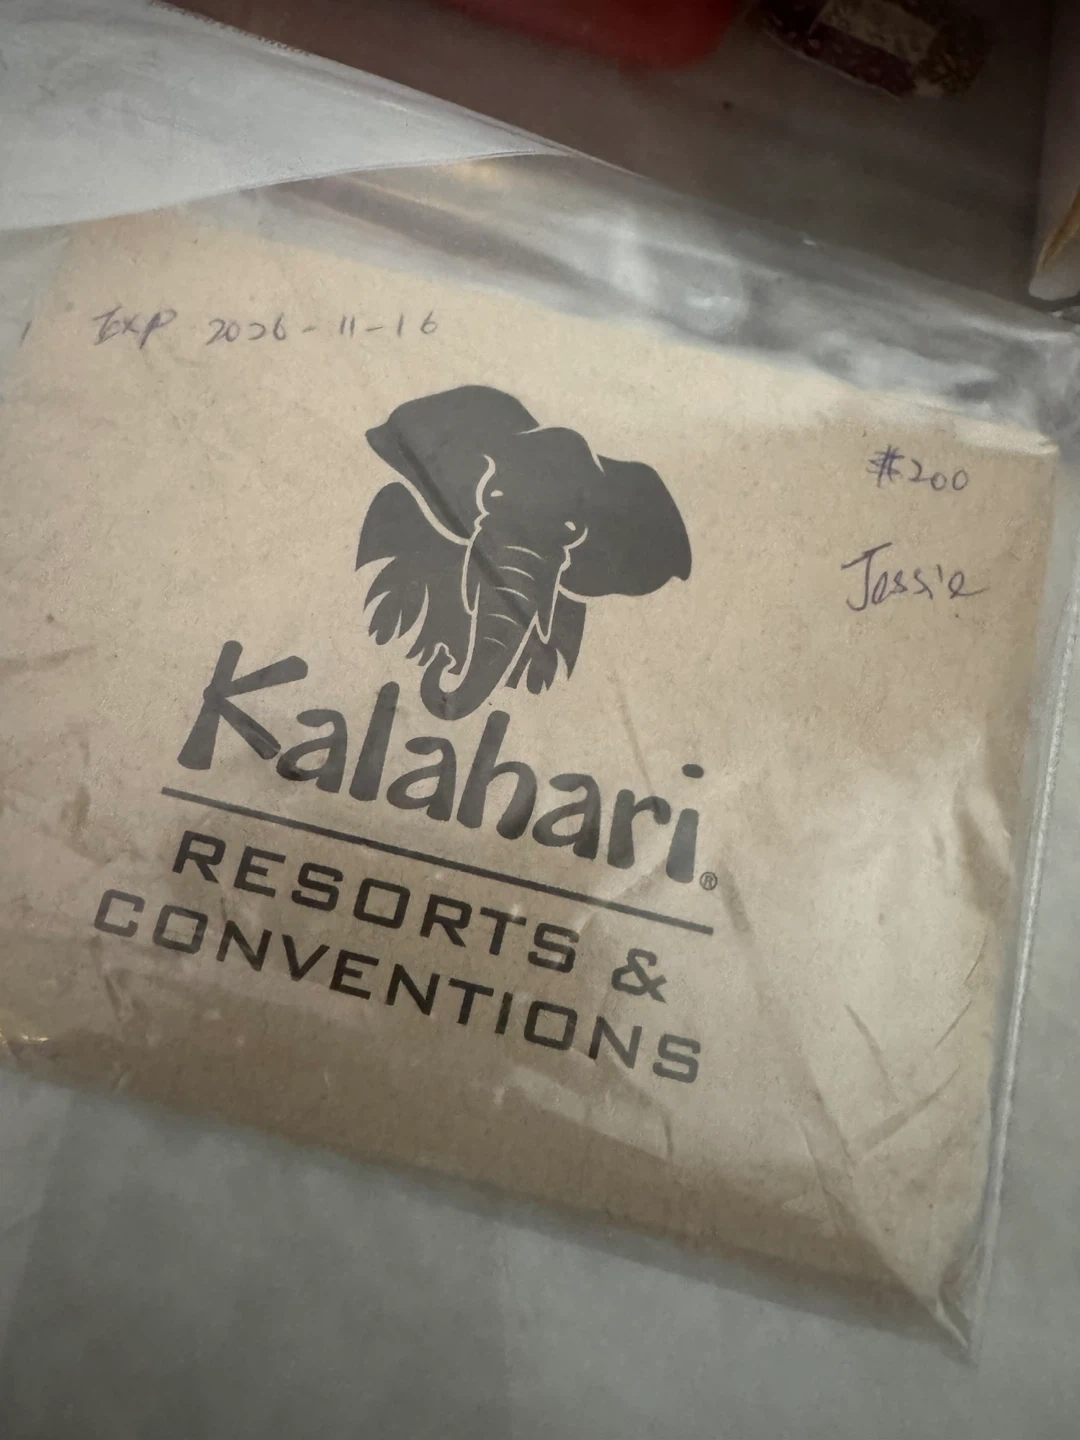 Exp 2026-11-16
#200
Jessie
Kalahari®
RESORTS &
CONVENTIONS